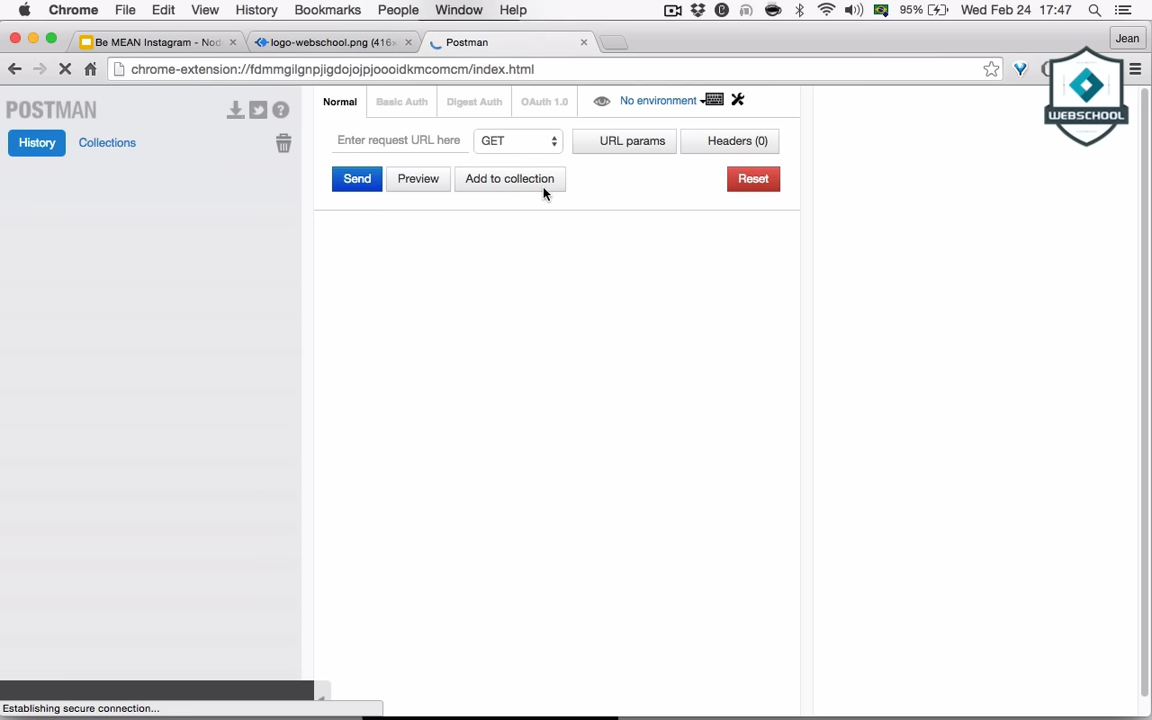 Chrome File Edit View History Bookmarks People Window Help 95% Wed Feb 24 17:47
Be MEAN Instagram - Nod logo-webschool.png (416× Postman Jean
chrome-extension://fdmmgilgnpjigdojojpjoooidkmcomcm/index.html
WEBSCHOOL
POSTMAN
History Collections
Normal Basic Auth Digest Auth OAuth 1.0 No environment
Enter request URL here GET URL params Headers (0)
Send Preview Add to collection Reset
Establishing secure connection...